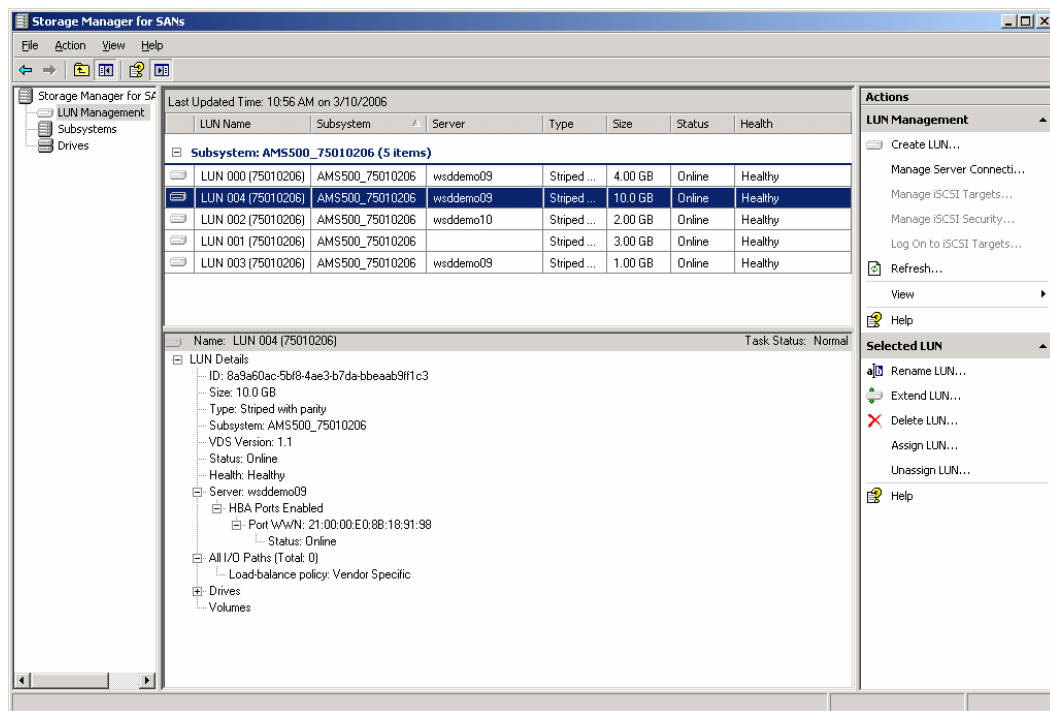 Storage Manager for SANs
File Action View Help
Storage Manager for SA
LUN Management
Subsystems
Drives
Last Updated Time: 10:56 AM on 3/10/2006
LUN Name Subsystem Server Type Size Status Health
Subsystem: AMS500_75010206 (5 items)
LUN 000 (75010206) AMS500_75010206 wsddemo09 Striped ... 4.00 GB Online Healthy
LUN 004 (75010206) AMS500_75010206 wsddemo09 Striped ... 10.0 GB Online Healthy
LUN 002 (75010206) AMS500_75010206 wsddemo10 Striped ... 2.00 GB Online Healthy
LUN 001 (75010206) AMS500_75010206 Striped ... 3.00 GB Online Healthy
LUN 003 (75010206) AMS500_75010206 wsddemo09 Striped ... 1.00 GB Online Healthy
Name: LUN 004 (75010206) Task Status: Normal
LUN Details
ID: 8a9a60ac-5bf8-4ae3-b7da-bbeaab9ff1c3
Size: 10.0 GB
Type: Striped with parity
Subsystem: AMS500_75010206
VDS Version: 1.1
Status: Online
Health: Healthy
Server: wsddemo09
HBA Ports Enabled
Port WWN: 21:00:00:E0:8B:18:91:98
Status: Online
All I/O Paths (Total: 0)
Load-balance policy: Vendor Specific
Drives
Volumes
Actions
LUN Management
Create LUN...
Manage Server Connecti...
Manage iSCSI Targets...
Manage iSCSI Security...
Log On to iSCSI Targets...
Refresh...
View
Help
Selected LUN
Rename LUN...
Extend LUN...
Delete LUN...
Assign LUN...
Unassign LUN...
Help